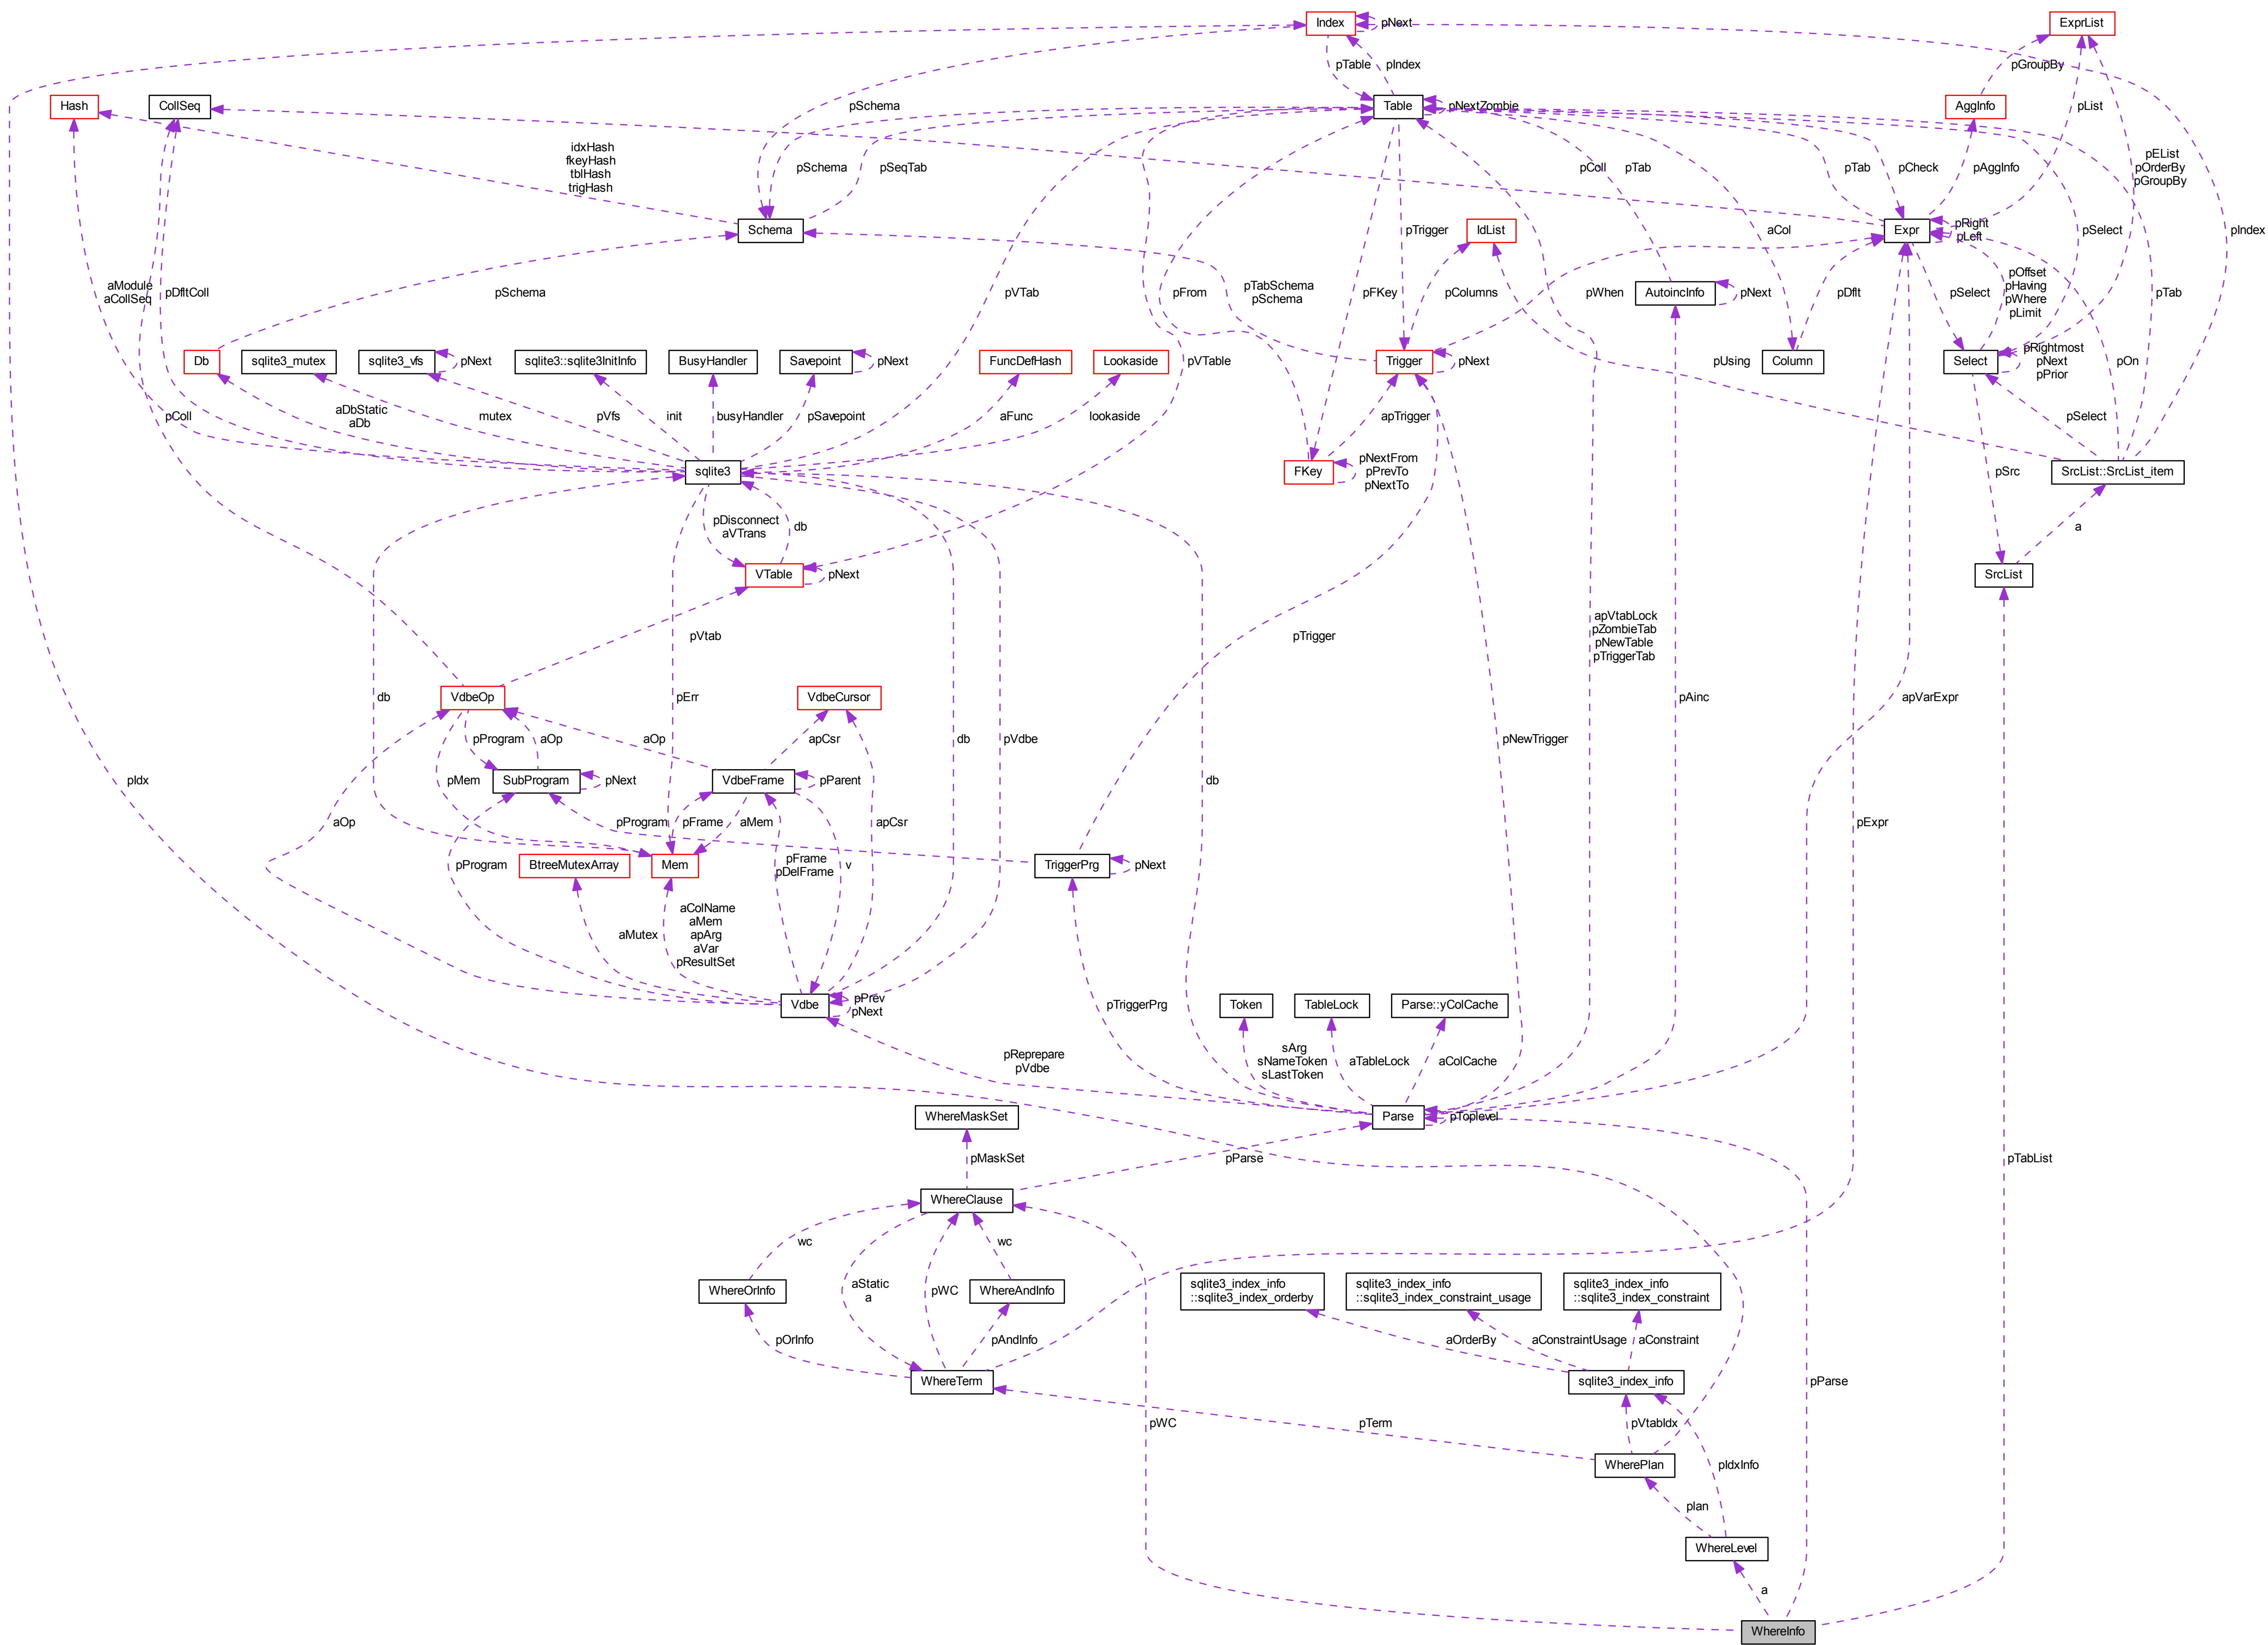 Index
pNext
ExprList
pTable
pIndex
pGroupBy
Hash
CollSeq
pSchema
Table
pNextZombie
AggInfo
pList
idxHash
fkeyHash
tblHash
trigHash
pSchema
pSeqTab
pColl
pTab
pTab
pCheck
pAggInfo
pEList
pOrderBy
pGroupBy
Schema
pTrigger
IdList
aCol
Expr
pRight
pLeft
pSelect
pIndex
aModule
aCollSeq
pDfltColl
pSchema
pVTab
pFrom
pTabSchema
pSchema
pFKey
pColumns
pWhen
AutoincInfo
pNext
pDflt
pSelect
pOffset
pHaving
pWhere
pLimit
pTab
Db
sqlite3_mutex
sqlite3_vfs
pNext
sqlite3::sqlite3InitInfo
BusyHandler
Savepoint
pNext
FuncDefHash
Lookaside
pVTable
Trigger
pNext
pUsing
Column
Select
pRightmost
pNext
pPrior
pOn
pColl
aDbStatic
aDb
mutex
pVfs
init
busyHandler
pSavepoint
aFunc
lookaside
apTrigger
pSelect
sqlite3
FKey
pNextFrom
pPrevTo
pNextTo
pSrc
SrcList::SrcList_item
pDisconnect
aVTrans
db
a
VTable
pNext
SrcList
pVtab
pTrigger
apVtabLock
pZombieTab
pNewTable
pTriggerTab
VdbeOp
VdbeCursor
db
pErr
pAinc
apVarExpr
pProgram
aOp
aOp
apCsr
db
pVdbe
pNewTrigger
pIdx
pMem
SubProgram
pNext
VdbeFrame
pParent
db
aOp
pProgram
pFrame
aMem
apCsr
pExpr
pProgram
BtreeMutexArray
Mem
pFrame
pDelFrame
v
TriggerPrg
pNext
aMutex
aColName
aMem
apArg
aVar
pResultSet
Vdbe
pPrev
pNext
pTriggerPrg
Token
TableLock
Parse::yColCache
pReprepare
pVdbe
sArg
sNameToken
sLastToken
aTableLock
aColCache
WhereMaskSet
Parse
pToplevel
pMaskSet
pParse
pTabList
WhereClause
wc
wc
WhereOrInfo
aStatic
a
pWC
WhereAndInfo
sqlite3_index_info
::sqlite3_index_orderby
sqlite3_index_info
::sqlite3_index_constraint_usage
sqlite3_index_info
::sqlite3_index_constraint
pOrInfo
pAndInfo
aOrderBy
aConstraintUsage
aConstraint
WhereTerm
sqlite3_index_info
pParse
pWC
pTerm
pVtabIdx
WherePlan
pIdxInfo
plan
WhereLevel
a
WhereInfo